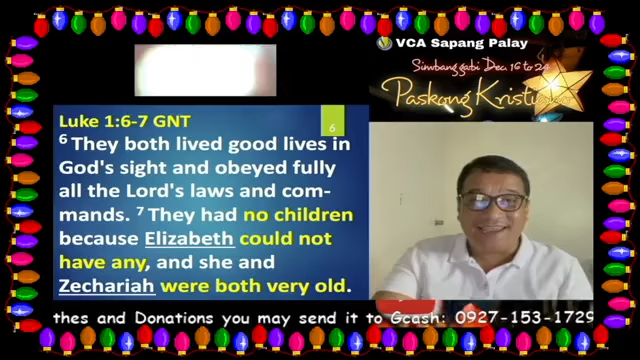 VCA Sapang Palay
Simbang gabi Dec. 16 to 24
Paskong Kristiyano
Luke 1:6-7 GNT
6
6 They both lived good lives in
God's sight and obeyed fully
all the Lord's laws and com-
mands. 7 They had no children
because Elizabeth could not
have any, and she and
Zechariah were both very old.
thes and Donations you may send it to Gcash: 0927-153-1729